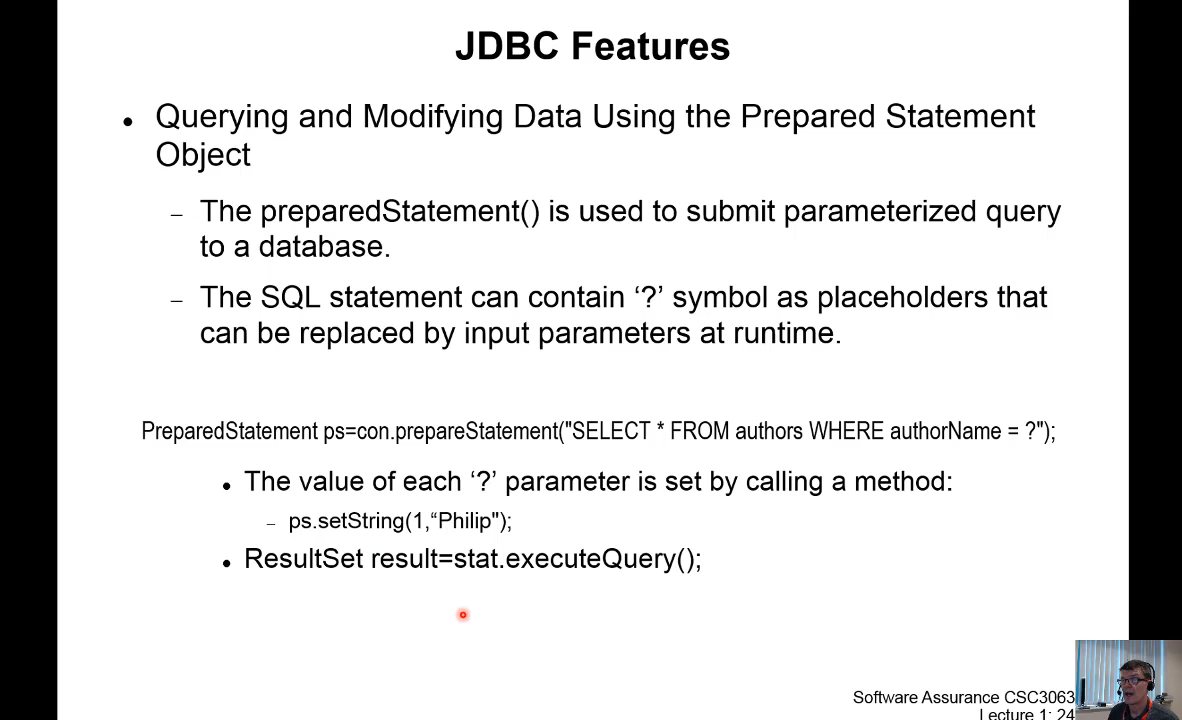 JDBC Features
• Querying and Modifying Data Using the Prepared Statement
Object
– The preparedStatement() is used to submit parameterized query
to a database.
– The SQL statement can contain ‘?’ symbol as placeholders that
can be replaced by input parameters at runtime.
PreparedStatement ps=con.prepareStatement("SELECT * FROM authors WHERE authorName = ?");
• The value of each ‘?’ parameter is set by calling a method:
– ps.setString(1,“Philip");
• ResultSet result=stat.executeQuery();
Software Assurance CSC3063
Lecture 1: 24